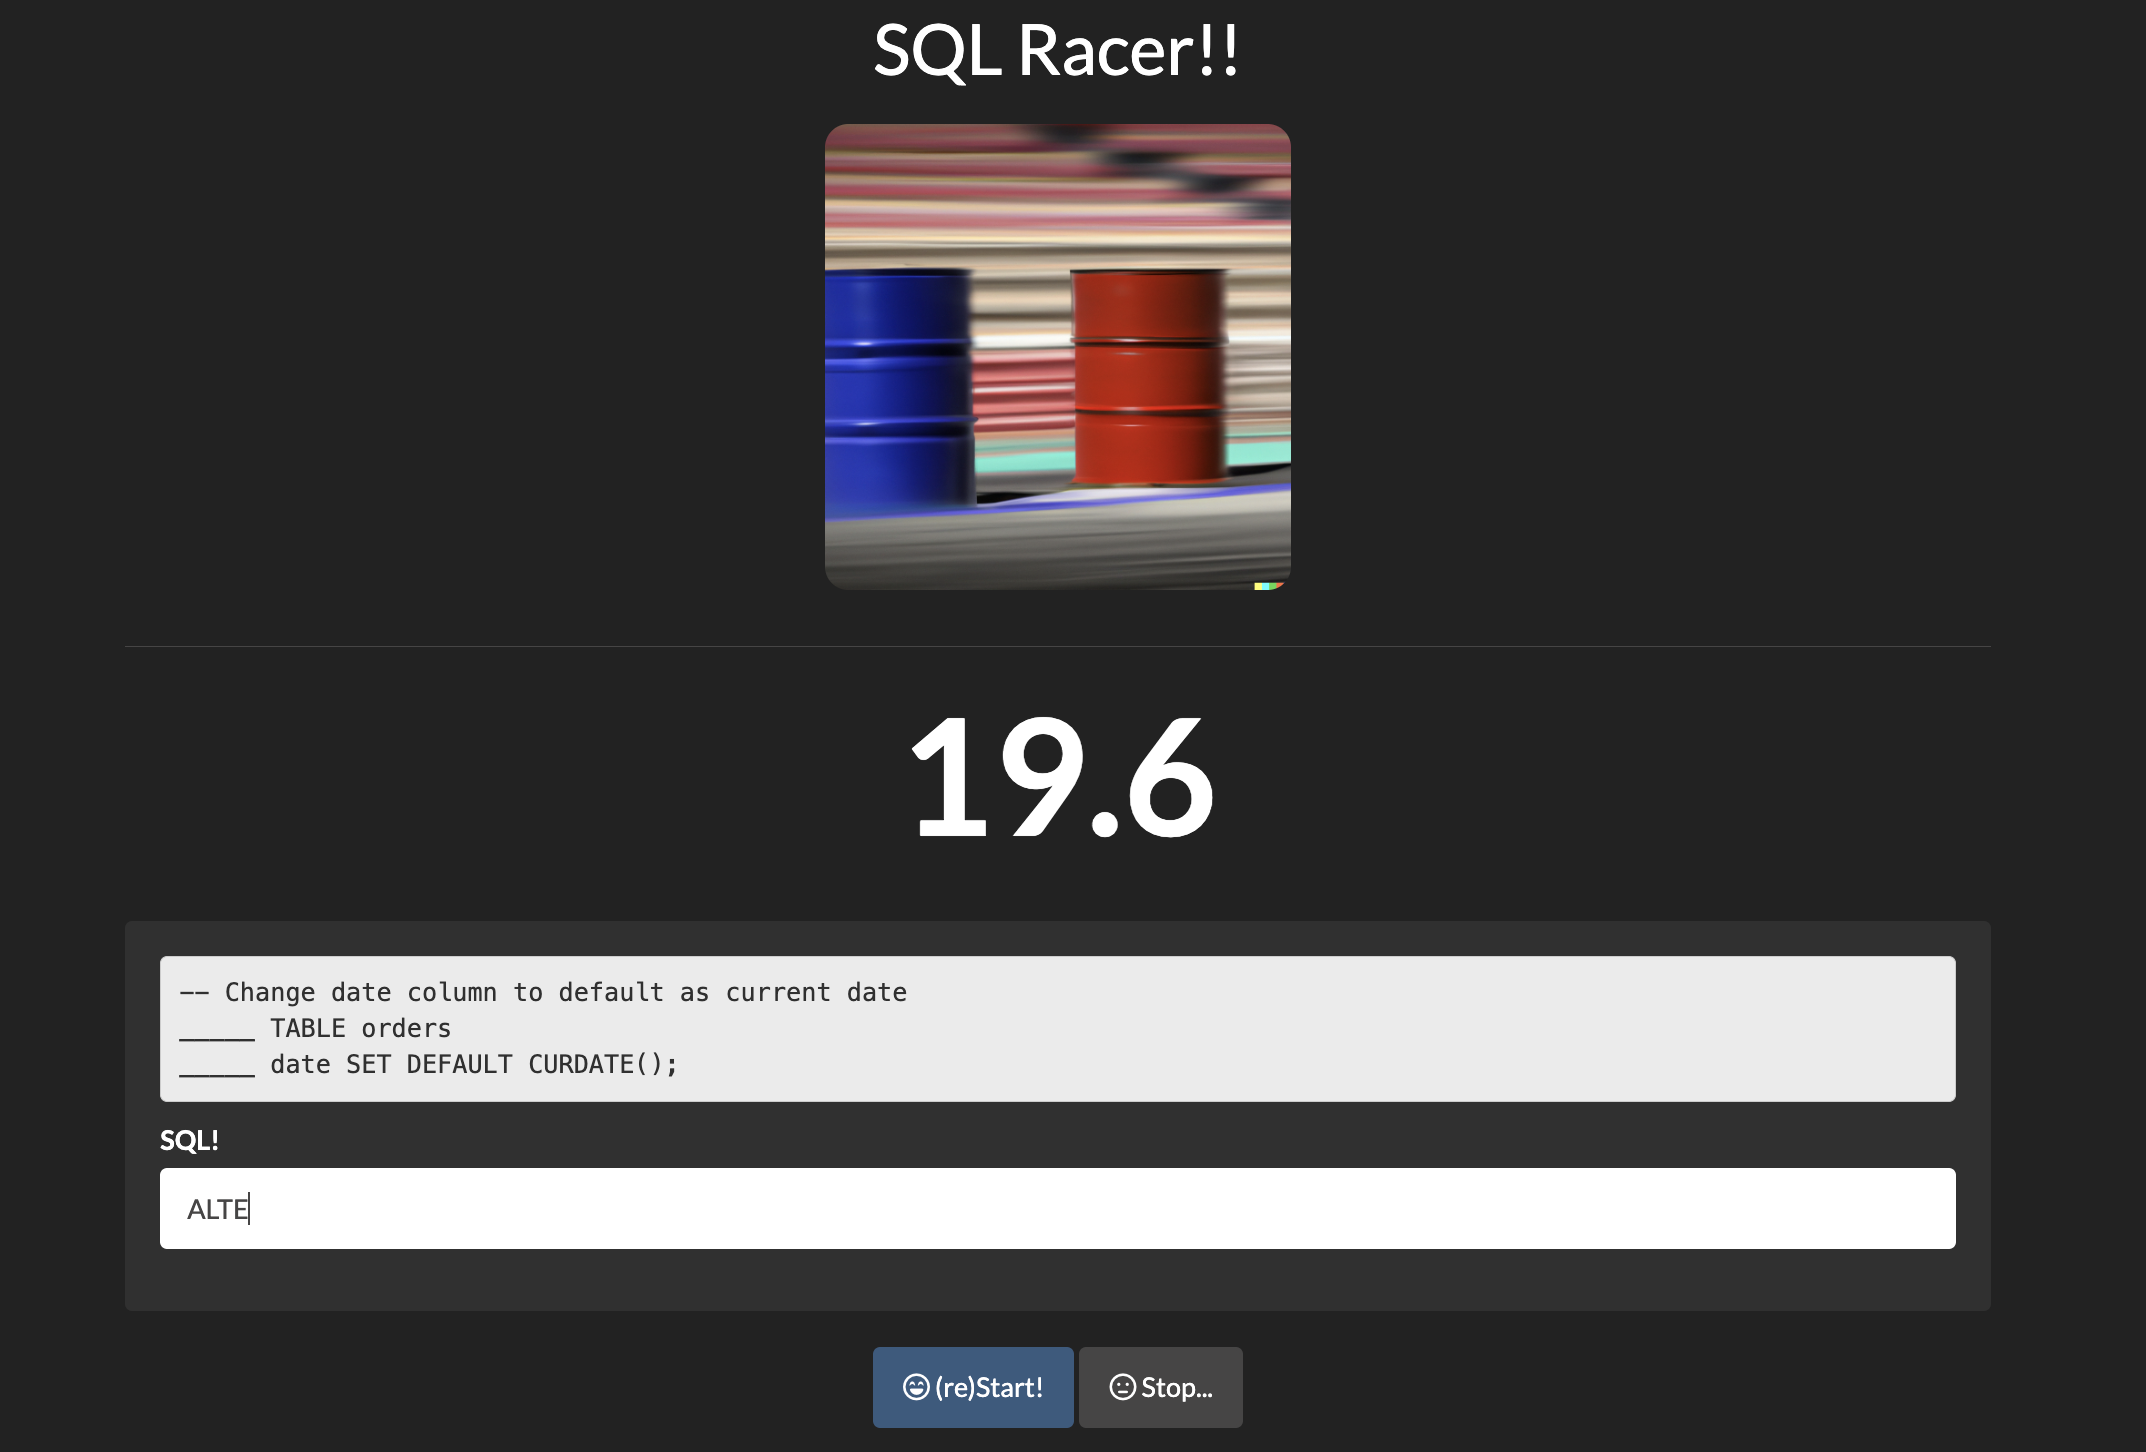 SQL Racer!!
19.6
-- Change date column to default as current date
_____ TABLE orders
_____ date SET DEFAULT CURDATE();
SQL!
ALTE
(re)Start!
Stop...